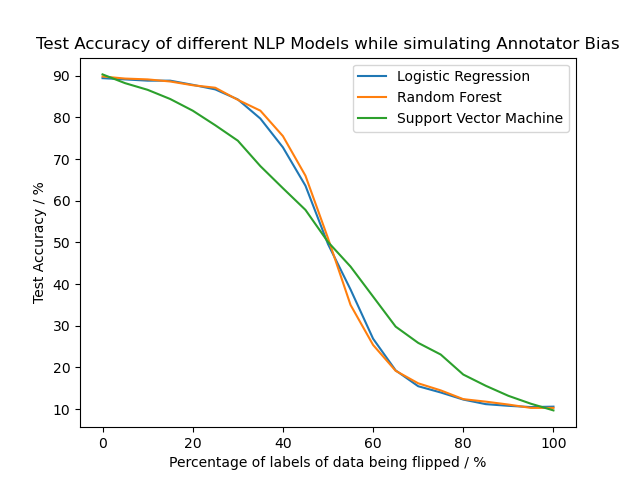 Test Accuracy of different NLP Models while simulating Annotator Bias
Logistic Regression
Random Forest
Support Vector Machine
Test Accuracy / %
90
80
70
60
50
40
30
20
10
0
20
40
60
80
100
Percentage of labels of data being flipped / %